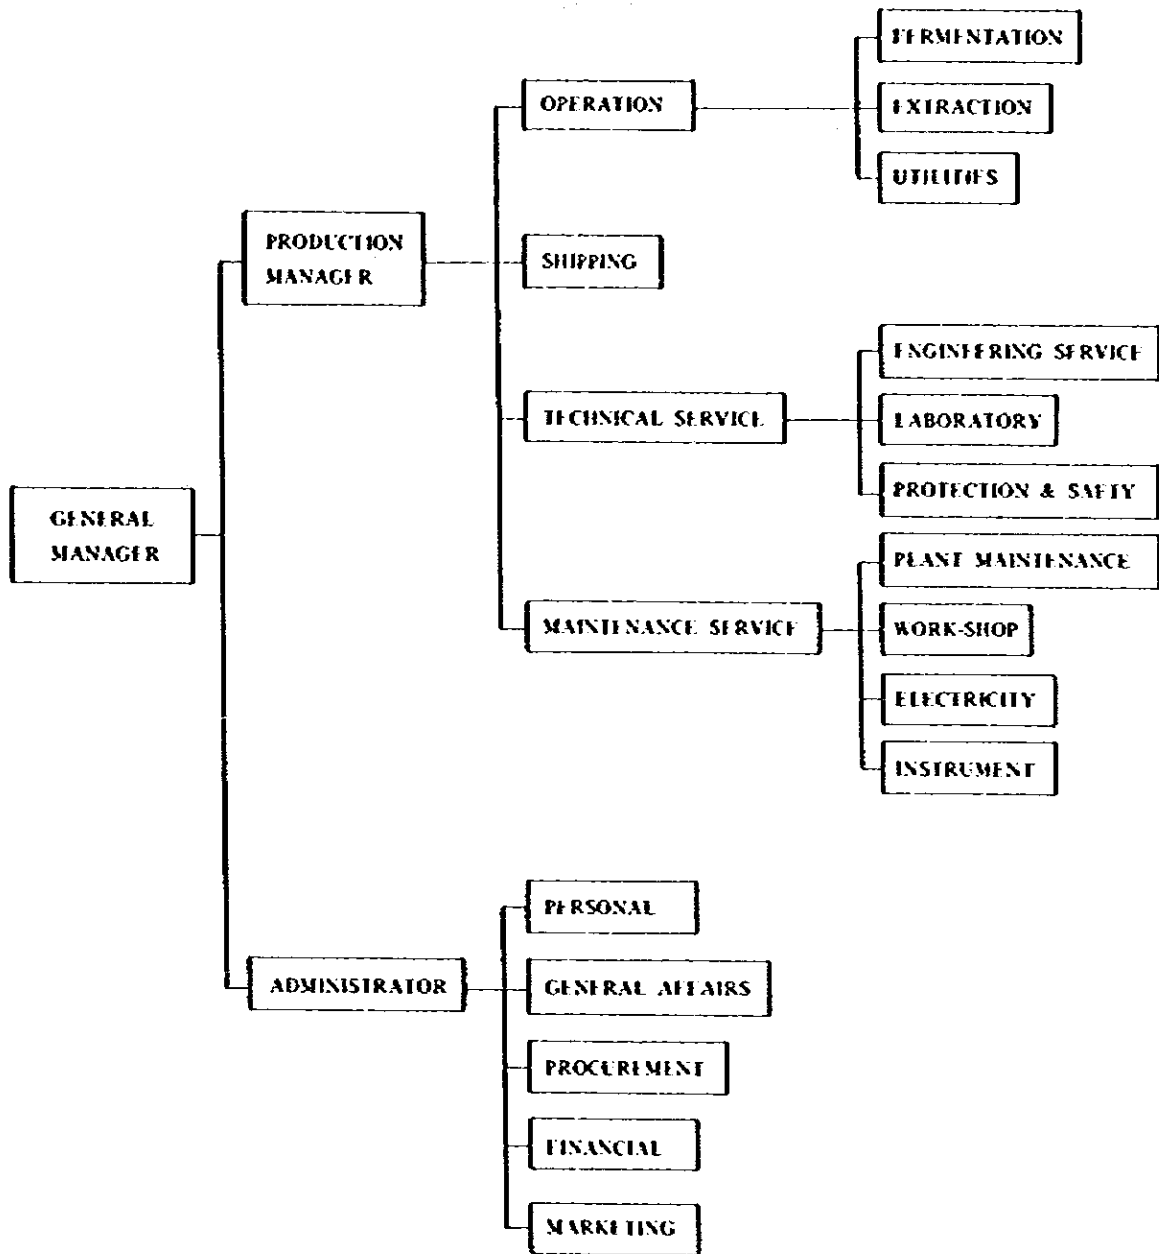 FERMENTATION
OPERATION
EXTRACTION
UTILITIES
PRODUCTION
MANAGER
SHIPPING
ENGINEERING SERVICE
TECHNICAL SERVICE
LABORATORY
PROTECTION & SAFTY
GENERAL
MANAGER
PLANT MAINTENANCE
MAINTENANCE SERVICE
WORK-SHOP
ELECTRICITY
INSTRUMENT
PERSONAL
ADMINISTRATOR
GENERAL AFFAIRS
PROCUREMENT
FINANCIAL
MARKETING